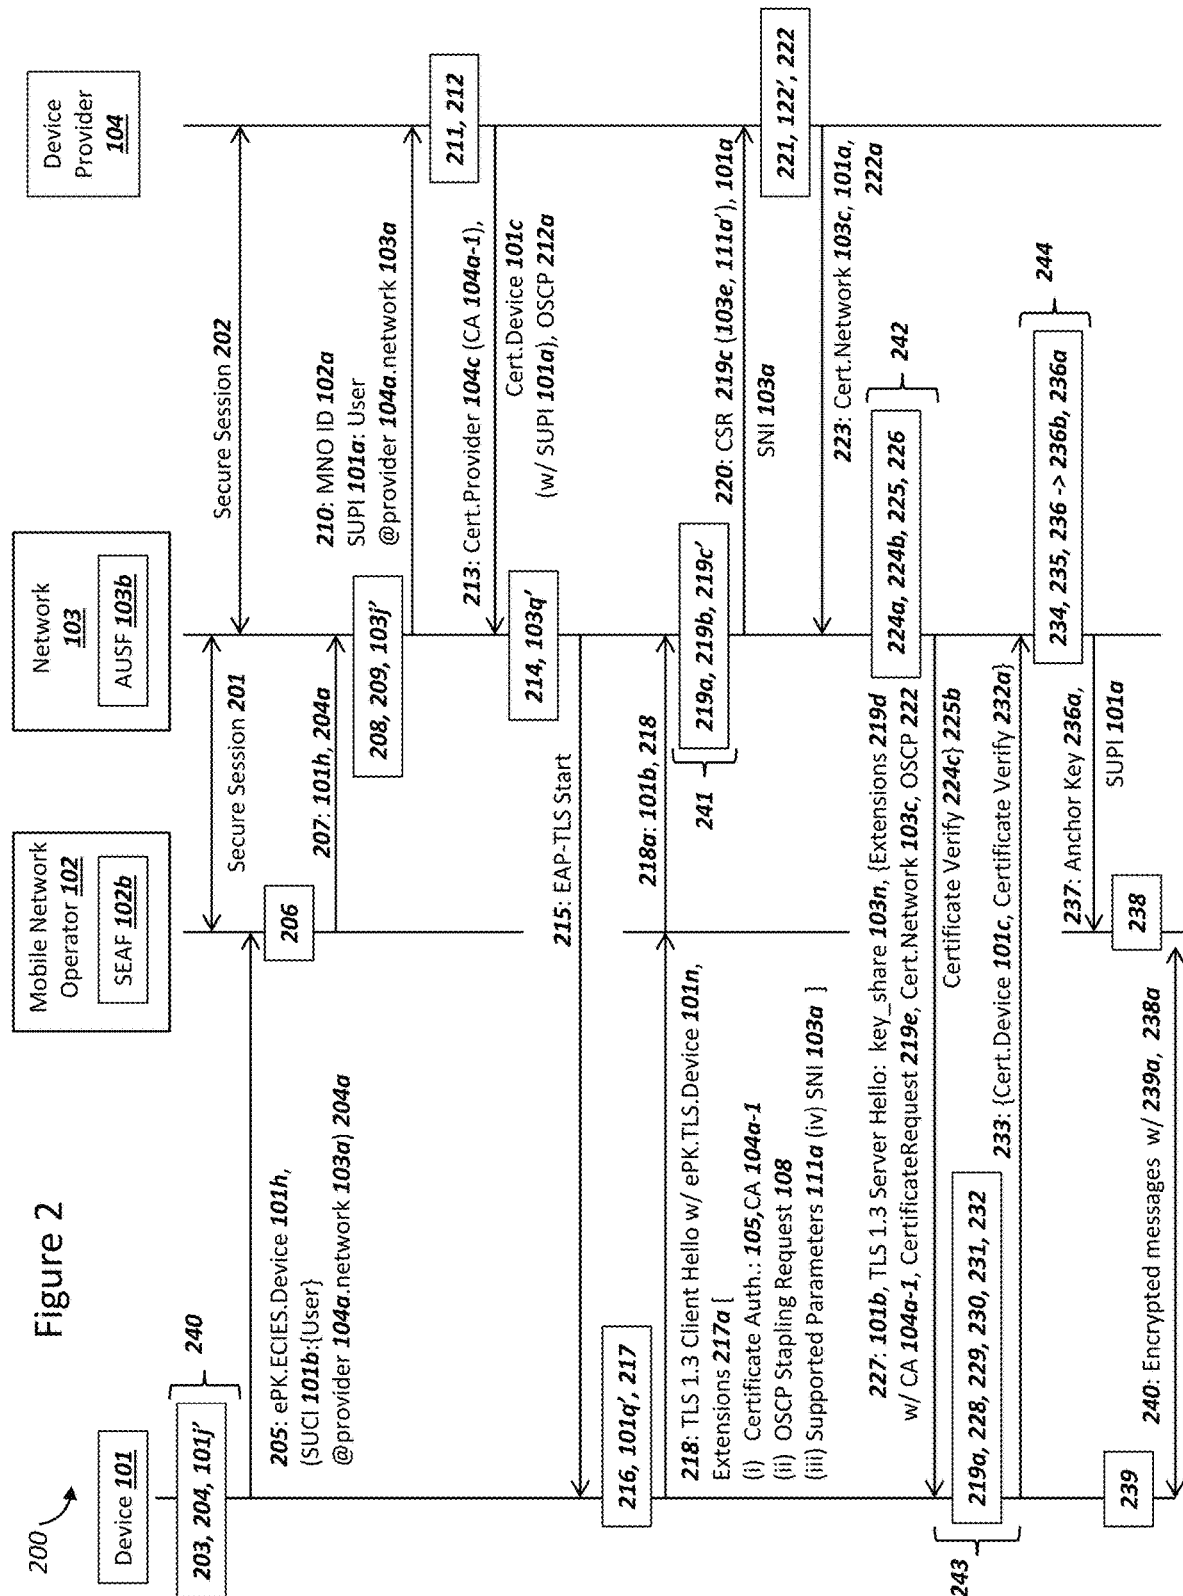 Figure 2
200
Device 101
Mobile Network
Operator 102
SEAF 102b
Network
103
AUSF 103b
Device
Provider
104
203, 204, 101j'
240
Secure Session 201
Secure Session 202
205: ePK.ECIES.Device 101h,
(SUCI 101b:{User}
@provider 104a.network 103a) 204a
206
207: 101h, 204a
208, 209, 103j'
210: MNO ID 102a
SUPI 101a: User
@provider 104a.network 103a
211, 212
213: Cert.Provider 104c (CA 104a-1),
Cert.Device 101c
(w/ SUPI 101a), OSCP 212a
214, 103q'
215: EAP-TLS Start
216, 101q', 217
218: TLS 1.3 Client Hello w/ ePK.TLS.Device 101n,
Extensions 217a [
(i) Certificate Auth.: 105,CA 104a-1
(ii) OSCP Stapling Request 108
(iii) Supported Parameters 111a (iv) SNI 103a ]
218a: 101b, 218
219a, 219b, 219c'
241
220: CSR 219c (103e, 111a'), 101a
SNI 103a
221, 122', 222
223: Cert.Network 103c, 101a,
222a
224a, 224b, 225, 226
242
227: 101b, TLS 1.3 Server Hello: key_share 103n, {Extensions 219d
w/ CA 104a-1, CertificateRequest 219e, Cert.Network 103c, OSCP 222
Certificate Verify 224c} 225b
219a, 228, 229, 230, 231, 232
243
233: {Cert.Device 101c, Certificate Verify 232a}
234, 235, 236 -> 236b, 236a
244
237: Anchor Key 236a,
SUPI 101a
238
239
240: Encrypted messages w/ 239a, 238a